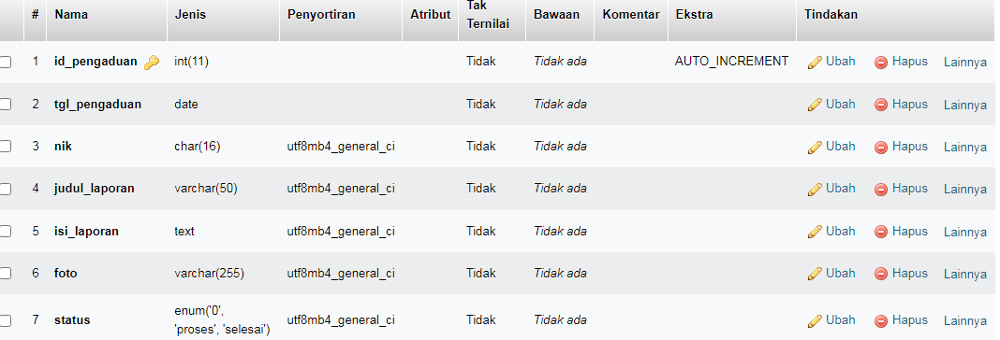 # Nama Jenis Penyortiran Atribut Tak Ternilai Bawaan Komentar Ekstra Tindakan
1 id_pengaduan int(11) Tidak Tidak ada AUTO_INCREMENT Ubah Hapus Lainnya
2 tgl_pengaduan date Tidak Tidak ada Ubah Hapus Lainnya
3 nik char(16) utf8mb4_general_ci Tidak Tidak ada Ubah Hapus Lainnya
4 judul_laporan varchar(50) utf8mb4_general_ci Tidak Tidak ada Ubah Hapus Lainnya
5 isi_laporan text utf8mb4_general_ci Tidak Tidak ada Ubah Hapus Lainnya
6 foto varchar(255) utf8mb4_general_ci Tidak Tidak ada Ubah Hapus Lainnya
7 status enum('0', 'proses', 'selesai') utf8mb4_general_ci Tidak Tidak ada Ubah Hapus Lainnya